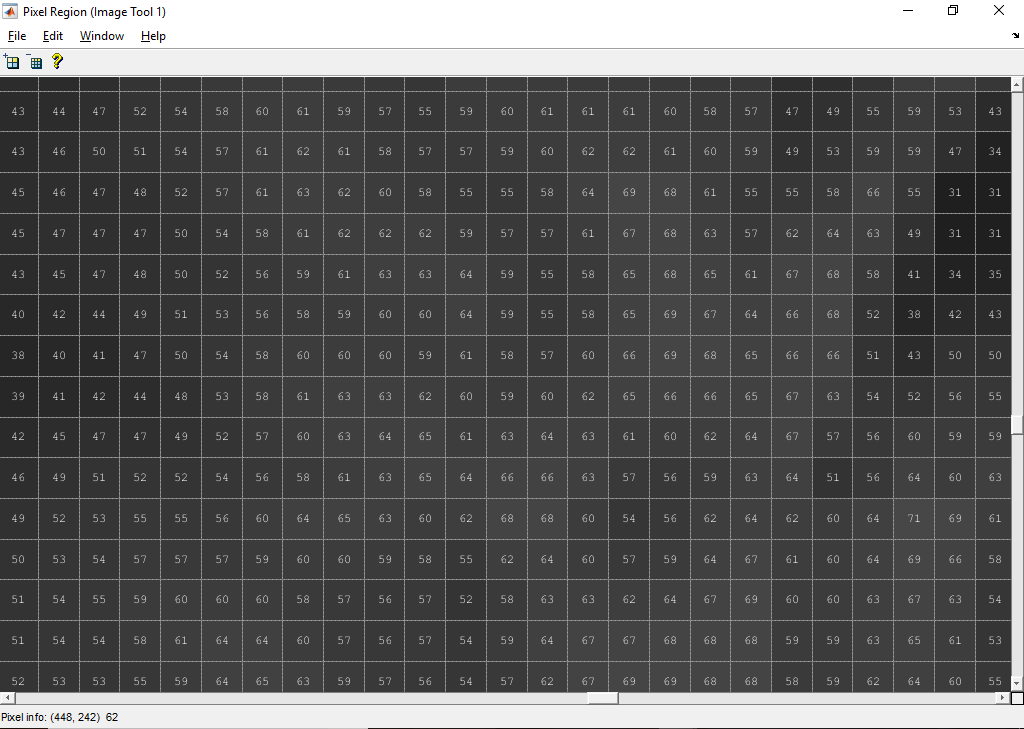 Pixel Region (Image Tool 1)
File Edit Window Help
43 44 47 52 54 58 60 61 59 57 55 59 60 61 61 61 60 58 57 47 49 55 59 53 43
43 46 50 51 54 57 61 62 61 58 57 57 59 60 62 62 61 60 59 49 53 59 59 47 34
45 46 47 48 52 57 61 63 62 60 58 55 55 58 64 69 68 61 55 55 58 66 55 31 31
45 47 47 47 50 54 58 61 62 62 62 59 57 57 61 67 68 63 57 62 64 63 49 31 31
43 45 47 48 50 52 56 59 61 63 63 64 59 55 58 65 68 65 61 67 68 58 41 34 35
40 42 44 49 51 53 56 58 59 60 60 64 59 55 58 65 69 67 64 66 68 52 38 42 43
38 40 41 47 50 54 58 60 60 60 59 61 58 57 60 66 69 68 65 66 66 51 43 50 50
39 41 42 44 48 53 58 61 63 63 62 60 59 60 62 65 66 66 65 67 63 54 52 56 55
42 45 47 47 49 52 57 60 63 64 65 61 63 64 63 61 60 62 64 67 57 56 60 59 59
46 49 51 52 52 54 56 58 61 63 65 64 66 66 63 57 56 59 63 64 51 56 64 60 63
49 52 53 55 55 56 60 64 65 63 60 62 68 68 60 54 56 62 64 62 60 64 71 69 61
50 53 54 57 57 57 59 60 60 59 58 55 62 64 60 57 59 64 67 61 60 64 69 66 58
51 54 55 59 60 60 60 58 57 56 57 52 58 63 63 62 64 67 69 60 60 63 67 63 54
51 54 54 58 61 64 64 60 57 56 57 54 59 64 67 67 68 68 68 59 59 63 65 61 53
52 53 53 55 59 64 65 63 59 57 56 54 57 62 67 69 69 68 68 58 59 62 64 60 55
Pixel info: (448, 242) 62